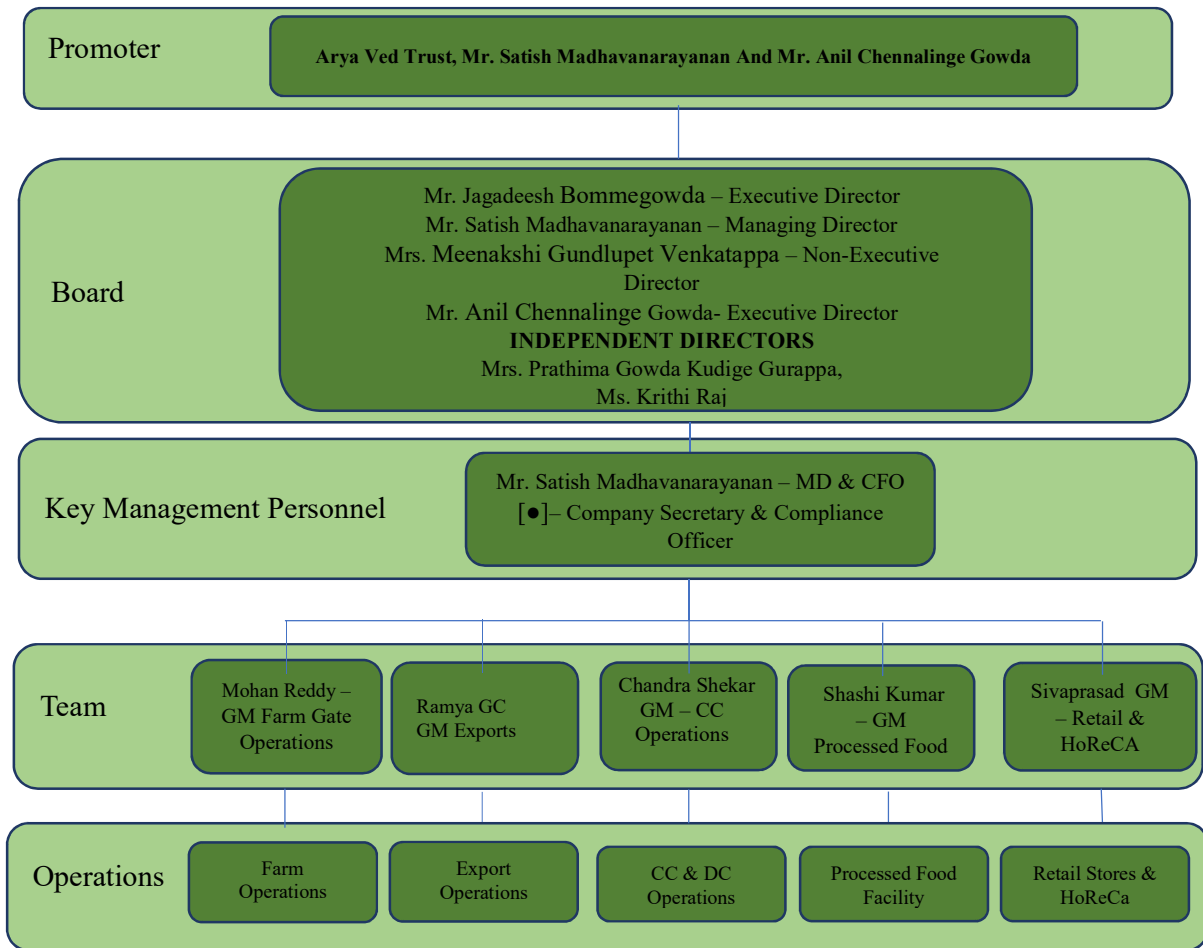 Promoter
Arya Ved Trust, Mr. Satish Madhavanarayanan And Mr. Anil Chennalinge Gowda
Board
Mr. Jagadeesh Bommegowda – Executive Director
Mr. Satish Madhavanarayanan – Managing Director
Mrs. Meenakshi Gundlupet Venkatappa – Non-Executive
Director
Mr. Anil Chennalinge Gowda- Executive Director
INDEPENDENT DIRECTORS
Mrs. Prathima Gowda Kudige Gurappa,
Ms. Krithi Raj
Key Management Personnel
Mr. Satish Madhavanarayanan – MD & CFO
[●]– Company Secretary & Compliance
Officer
Team
Mohan Reddy –
GM Farm Gate
Operations
Ramya GC
GM Exports
Chandra Shekar
GM – CC
Operations
Shashi Kumar
– GM
Processed Food
Sivaprasad GM
– Retail &
HoReCA
Operations
Farm
Operations
Export
Operations
CC & DC
Operations
Processed Food
Facility
Retail Stores &
HoReCa